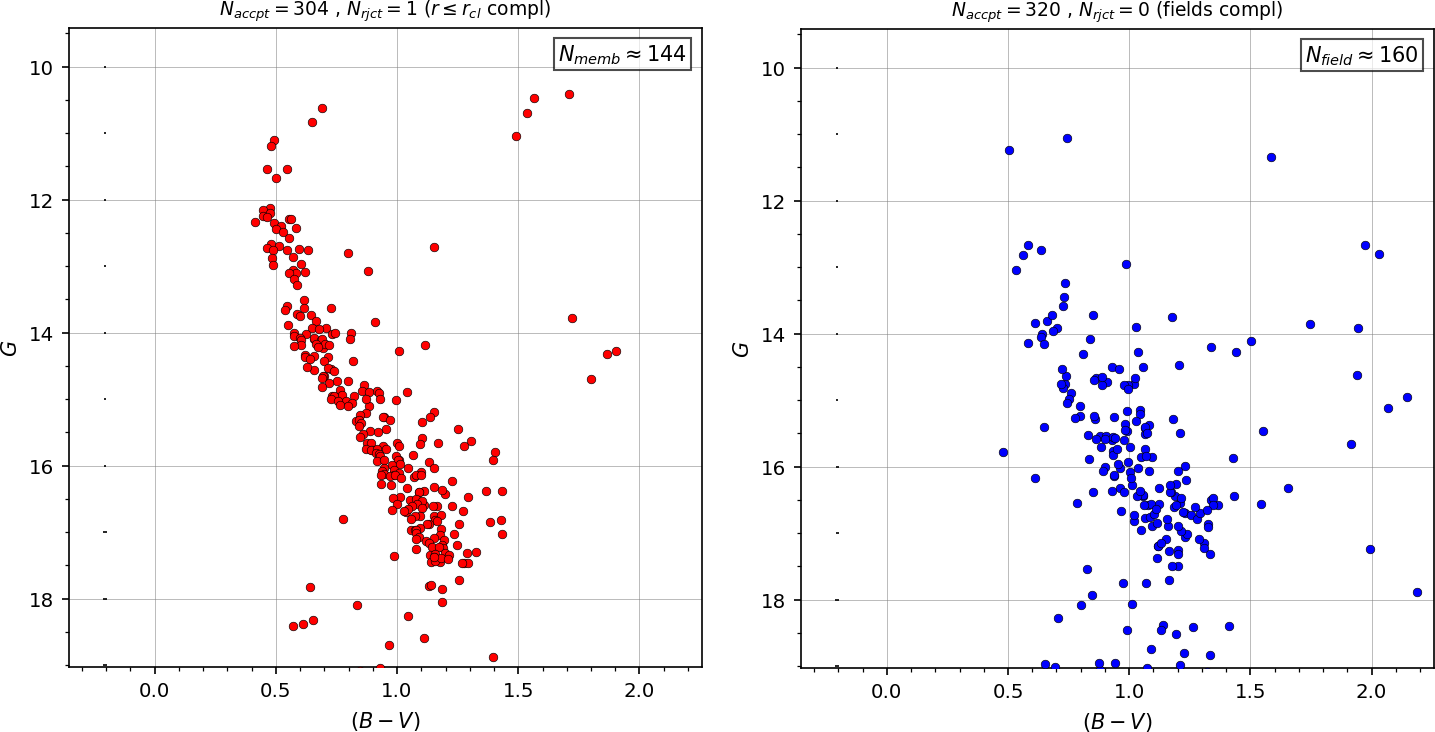 N_accpt = 304 , N_rjct = 1 (r ≤ r_cl compl)
N_memb ≈ 144
10
12
14
16
18
G
0.0 0.5 1.0 1.5 2.0
(B − V)
N_accpt = 320 , N_rjct = 0 (fields compl)
N_field ≈ 160
10
12
14
16
18
G
0.0 0.5 1.0 1.5 2.0
(B − V)